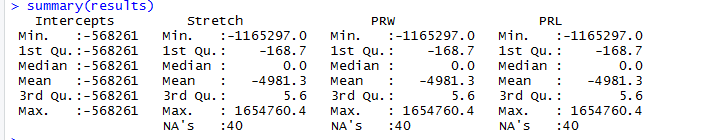 > summary(results)
Intercepts Stretch PRW PRL
Min. :-568261 Min. :-1165297.0 Min. :-1165297.0 Min. :-1165297.0
1st Qu.:-568261 1st Qu.: -168.7 1st Qu.: -168.7 1st Qu.: -168.7
Median :-568261 Median : 0.0 Median : 0.0 Median : 0.0
Mean :-568261 Mean : -4981.3 Mean : -4981.3 Mean : -4981.3
3rd Qu.:-568261 3rd Qu.: 5.6 3rd Qu.: 5.6 3rd Qu.: 5.6
Max. :-568261 Max. : 1654760.4 Max. : 1654760.4 Max. : 1654760.4
NA's :40 NA's :40 NA's :40